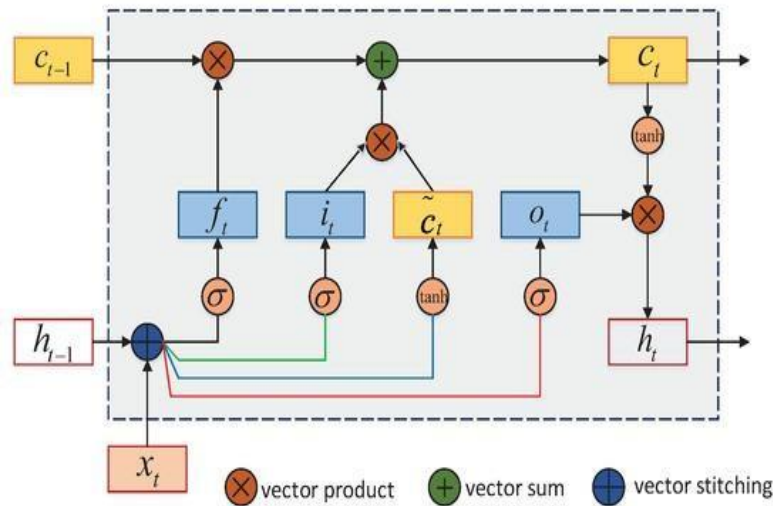 c_{t-1}
×
+
c_t
tanh
×
f_t
i_t
c̃_t
o_t
×
σ
σ
tanh
σ
h_{t-1}
h_t
x_t
vector product
vector sum
vector stitching